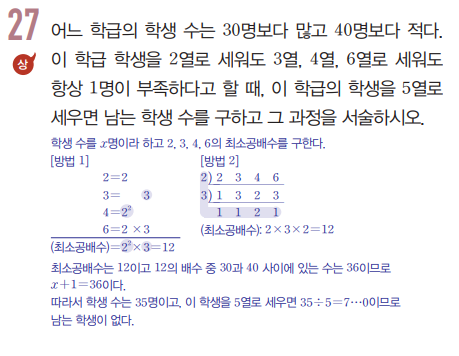 27
상
어느 학급의 학생 수는 30명보다 많고 40명보다 적다.
이 학급 학생을 2열로 세워도 3열, 4열, 6열로 세워도
항상 1명이 부족하다고 할 때, 이 학급의 학생을 5열로
세우면 남는 학생 수를 구하고 그 과정을 서술하시오.
학생 수를 x명이라 하고 2, 3, 4, 6의 최소공배수를 구한다.
[방법 1]
2=2
3= 3
4=2²
6=2 ×3
(최소공배수)=2²×3=12
[방법 2]
2) 2 3 4 6
3) 1 3 2 3
1 1 2 1
(최소공배수): 2×3×2=12
최소공배수는 12이고 12의 배수 중 30과 40 사이에 있는 수는 36이므로
x+1=36이다.
따라서 학생 수는 35명이고, 이 학생을 5열로 세우면 35÷5=7⋯0이므로
남는 학생이 없다.